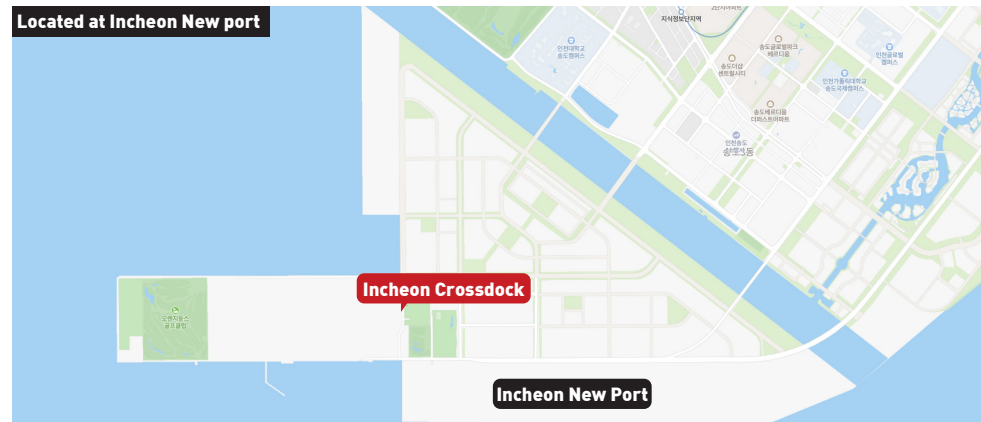 Located at Incheon New port
지식정보단지역
인천대학교
송도캠퍼스
송도더샵
센트럴시티
송도글로벌파크
베르디움
인천글로벌
캠퍼스
인천가톨릭대학교
송도국제캠퍼스
송도베르디움
더퍼스트아파트
인천송도
송도5동
Incheon Crossdock
오렌지듄스
골프클럽
Incheon New Port